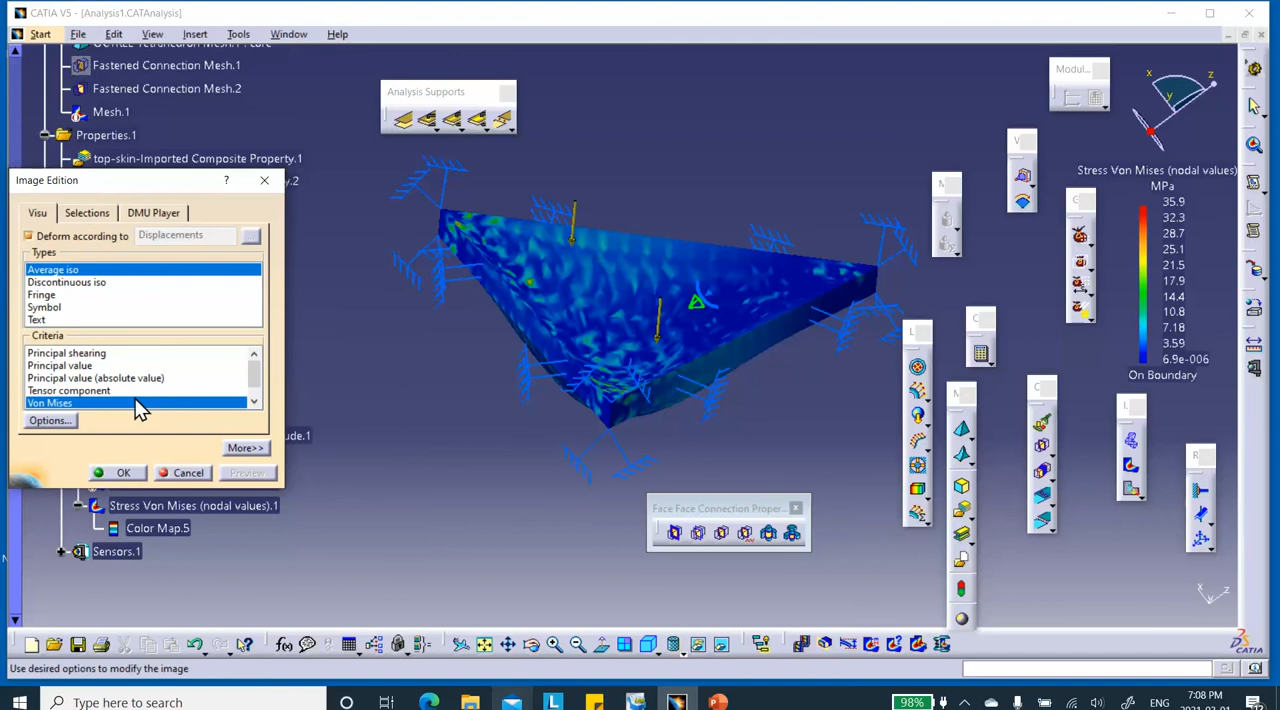 CATIA V5 - [Analysis1.CATAnalysis]
Start File Edit View Insert Tools Window Help
Fastened Connection Mesh.1
Fastened Connection Mesh.2
Mesh.1
Properties.1
top-skin-Imported Composite Property.1
Image Edition
? 
Visu Selections DMU Player
Deform according to Displacements ...
Types
Average iso
Discontinuous iso
Fringe
Symbol
Text
Criteria
Principal shearing
Principal value
Principal value (absolute value)
Tensor component
Von Mises
Options...
More>>
OK Cancel Preview
Stress Von Mises (nodal values).1
Color Map.5
Sensors.1
Analysis Supports
Modul...
x
z
y
Stress Von Mises (nodal values)
MPa
35.9
32.3
28.7
25.1
21.5
17.9
14.4
10.8
7.18
3.59
6.9e-006
On Boundary
V
M
G
L
C
M
C
L
R
Face Face Connection Proper...
x
y
z
DS
CATIA
Use desired options to modify the image
Type here to search
98%
ENG
7:08 PM